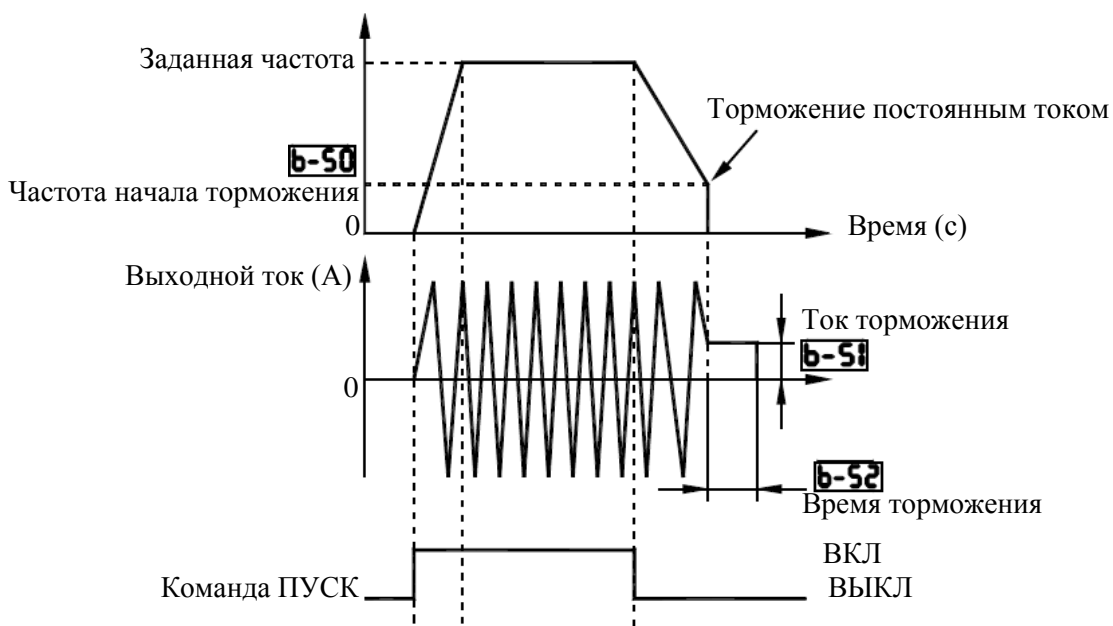 Заданная частота
Торможение постоянным током
b-50
Частота начала торможения
0
Время (с)
Выходной ток (А)
Ток торможения
b-51
0
b-52
Время торможения
ВКЛ
Команда ПУСК
ВЫКЛ